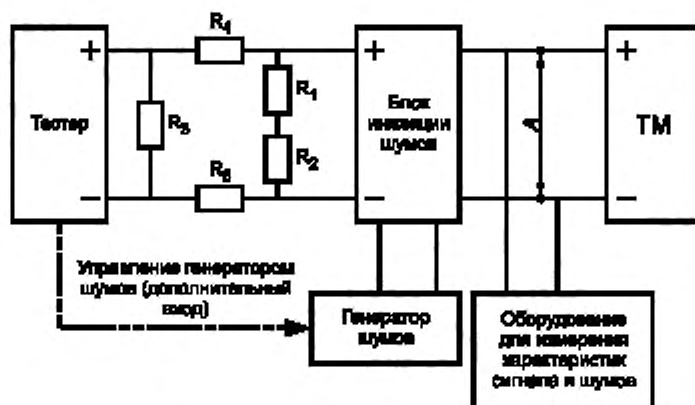 + R4 + +
Тестер R3 R1 Блок имитации шумов A ТМ
R2
− R5 − −
Управление генератором
шумов (дополнительный
вход)
Генератор
шумов
Оборудование
для измерения
характеристик
сигнала и шумов